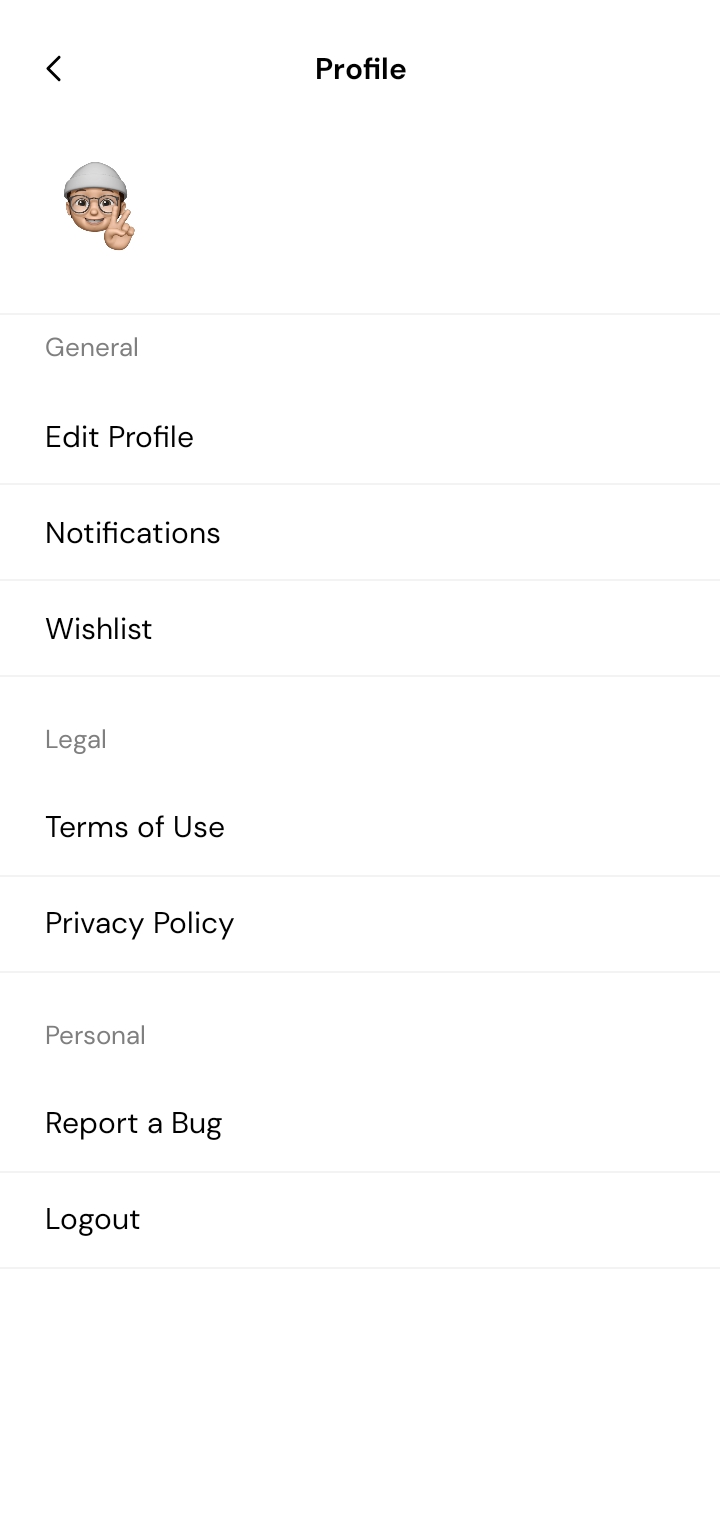 Profile
General
Edit Profile
Notifications
Wishlist
Legal
Terms of Use
Privacy Policy
Personal
Report a Bug
Logout